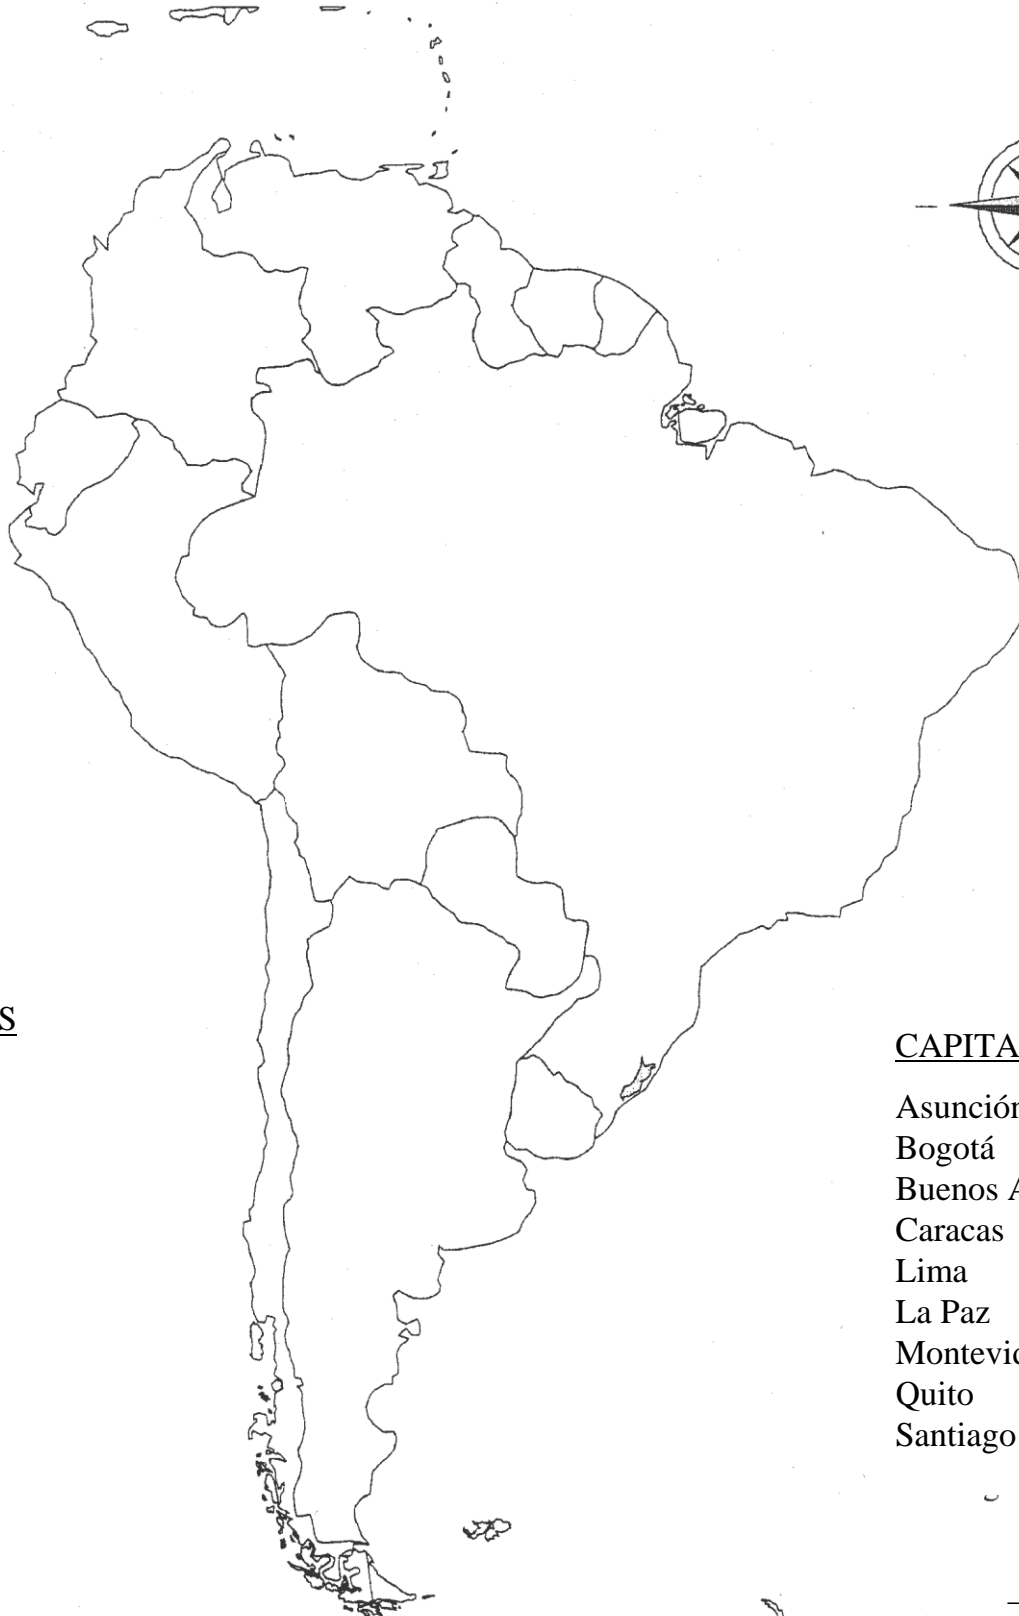 S
CAPITA
Asunción
Bogotá
Buenos A
Caracas
Lima
La Paz
Montevid
Quito
Santiago